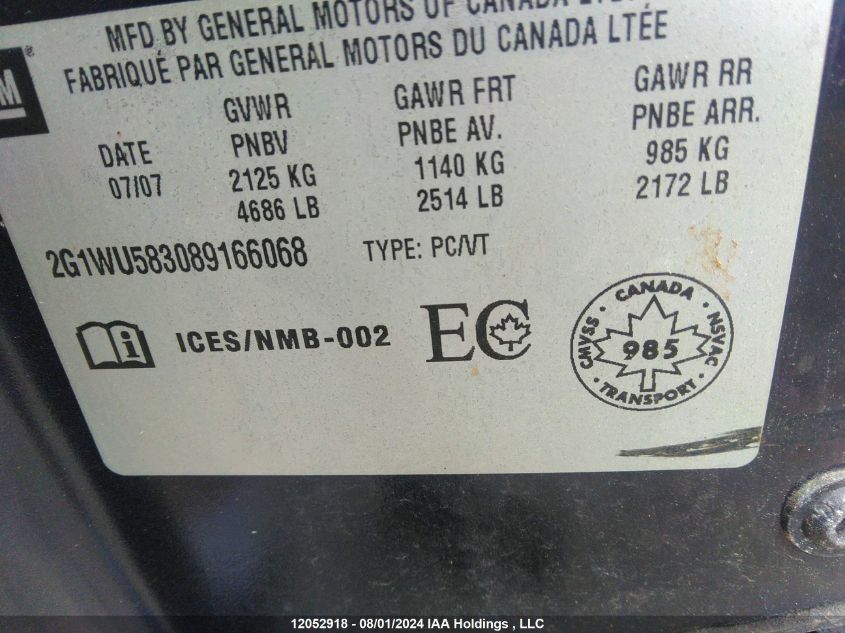 MFD BY GENERAL MOTORS OF CANADA LTD.
FABRIQUÉ PAR GENERAL MOTORS DU CANADA LTÉE
M®
GVWR GAWR FRT GAWR RR
DATE PNBV PNBE AV. PNBE ARR.
07/07 2125 KG 1140 KG 985 KG
4686 LB 2514 LB 2172 LB
2G1WU583089166068 TYPE: PC/VT
i ICES/NMB-002 EC
CANADA
CMVSS · 985 · NSVAC
· TRANSPORT ·
12052918 - 08/01/2024 IAA Holdings , LLC